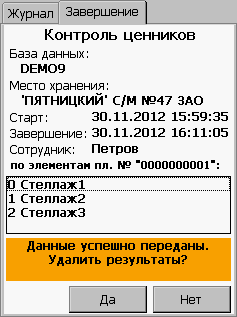 Журнал Завершение
Контроль ценников
База данных:
DEMO9
Место хранения:
'ПЯТНИЦКИЙ' С/М №47 ЗАО
Старт: 30.11.2012 15:59:35
Завершение: 30.11.2012 16:11:05
Сотрудник: Петров
по элементам пл. № "0000000001":
0 Стеллаж1
1 Стеллаж2
2 Стеллаж3
Данные успешно переданы.
Удалить результаты?
Да Нет